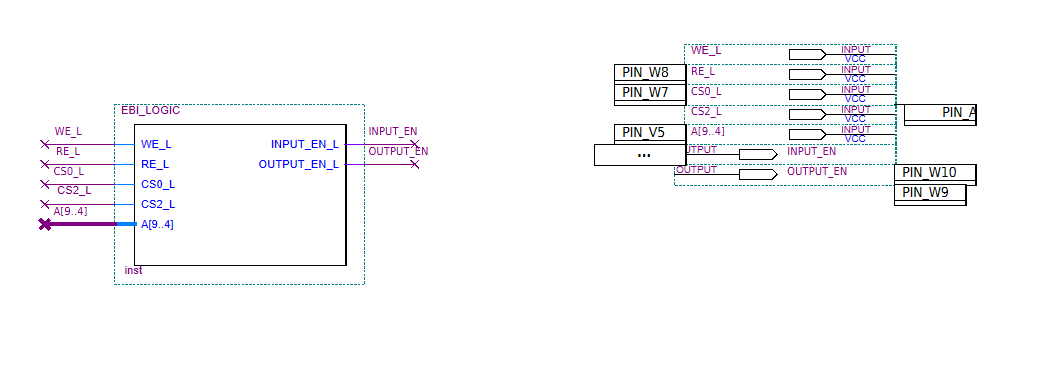 EBI_LOGIC
WE_L
RE_L
CS0_L
CS2_L
A[9..4]
WE_L
RE_L
CS0_L
CS2_L
A[9..4]
INPUT_EN_L
OUTPUT_EN_L
INPUT_EN
OUTPUT_EN
inst
WE_L INPUT VCC
PIN_W8 RE_L INPUT VCC
PIN_W7 CS0_L INPUT VCC
CS2_L INPUT VCC PIN_A
PIN_V5 A[9..4] INPUT VCC
... INPUT_EN
OUTPUT OUTPUT_EN PIN_W10
PIN_W9